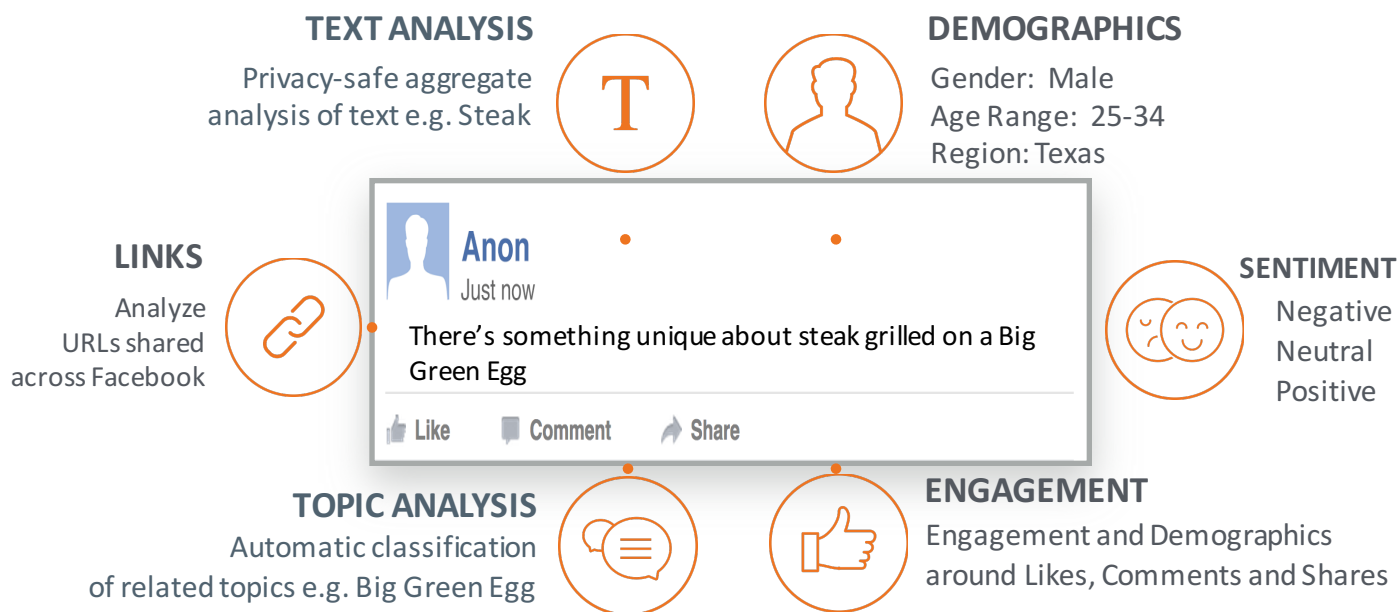 TEXT ANALYSIS
Privacy-safe aggregate
analysis of text e.g. Steak
T
DEMOGRAPHICS
Gender: Male
Age Range: 25-34
Region: Texas
LINKS
Analyze
URLs shared
across Facebook
Anon
Just now
There's something unique about steak grilled on a Big
Green Egg
Like Comment Share
SENTIMENT
Negative
Neutral
Positive
TOPIC ANALYSIS
Automatic classification
of related topics e.g. Big Green Egg
ENGAGEMENT
Engagement and Demographics
around Likes, Comments and Shares